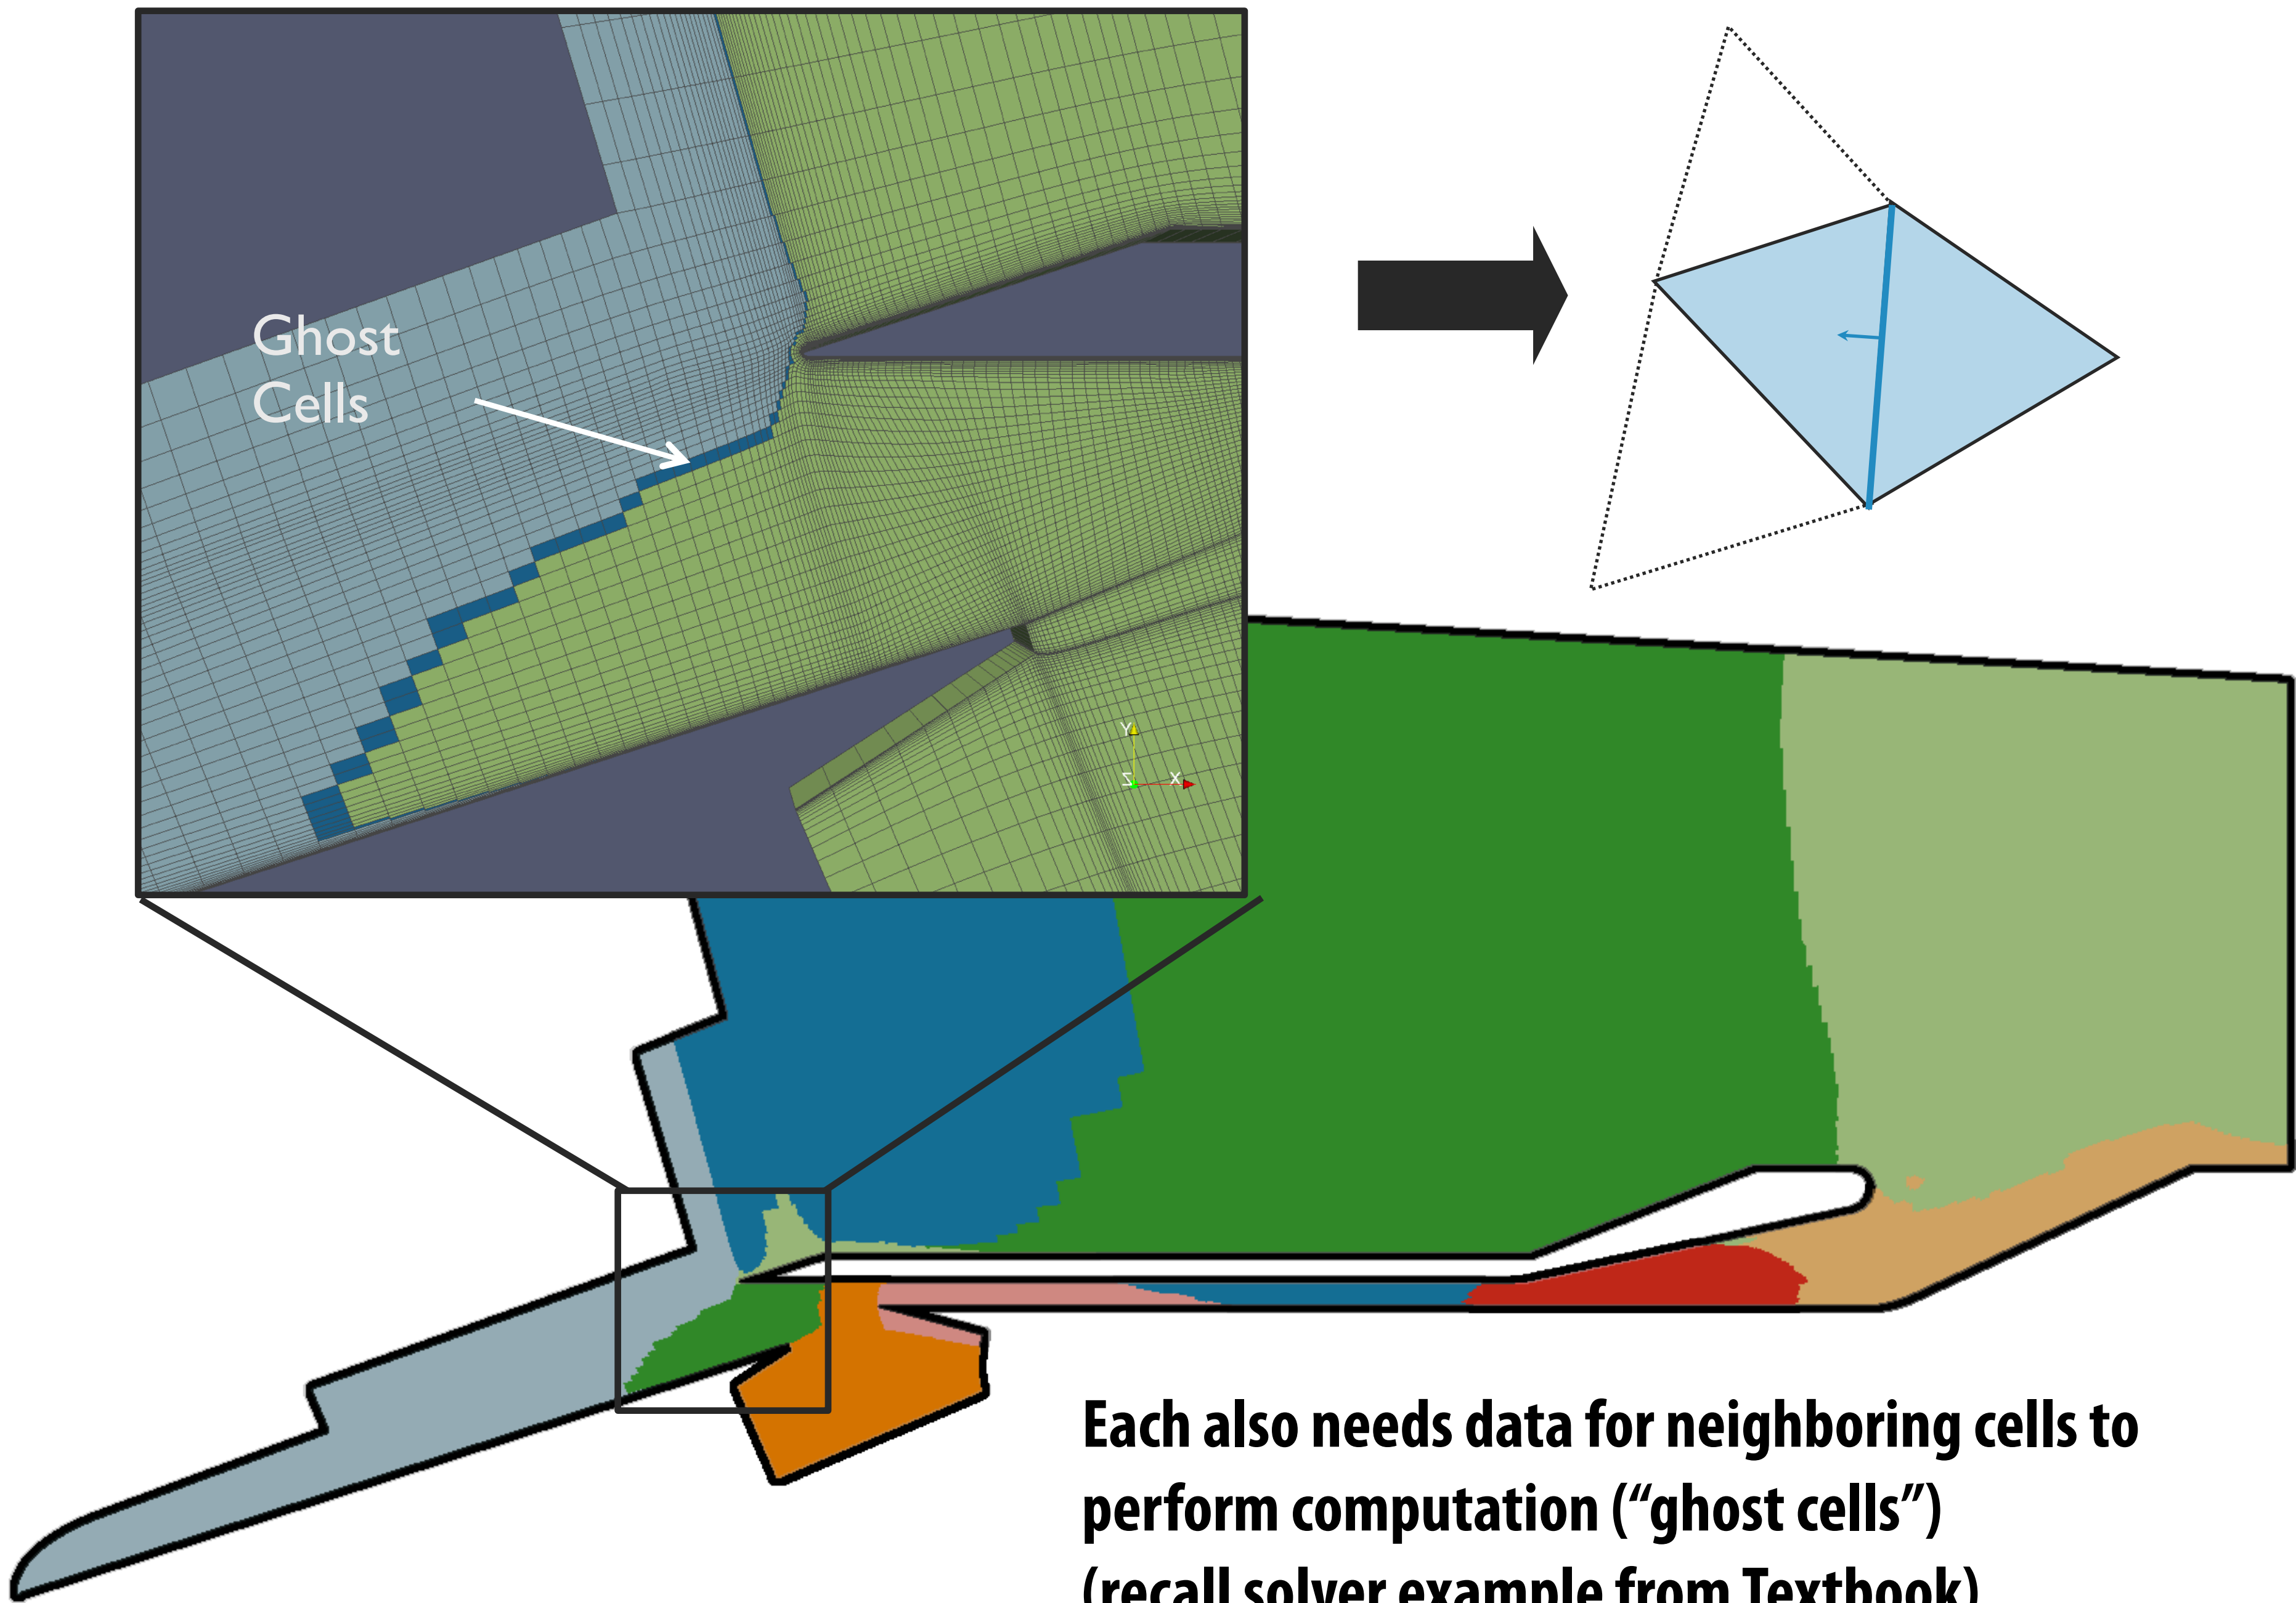 Ghost
Cells
Y
Z
X
Each also needs data for neighboring cells to
perform computation (“ghost cells”)
(recall solver example from Textbook)